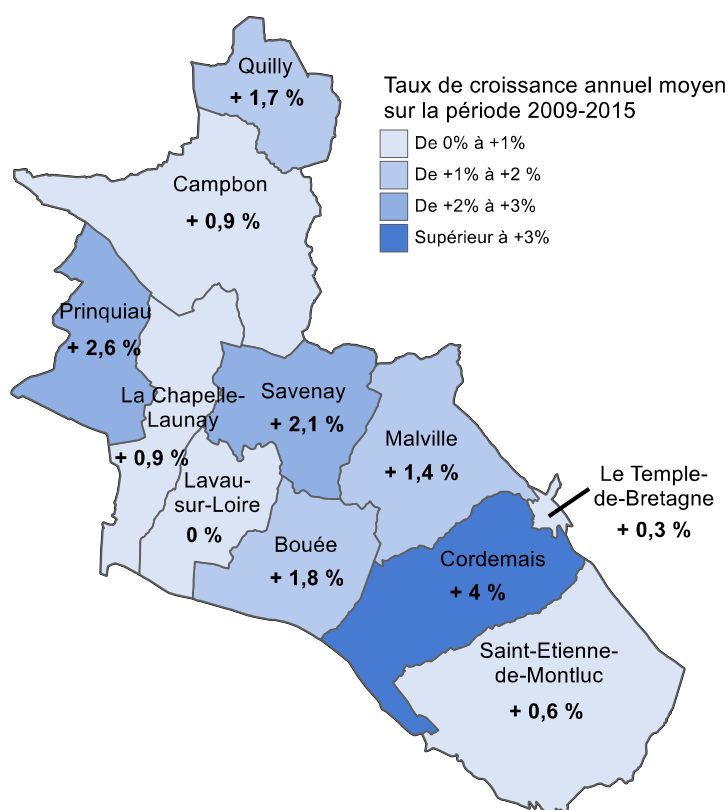 Quilly
+ 1,7 %
Taux de croissance annuel moyen
sur la période 2009-2015
De 0% à +1%
De +1% à +2 %
De +2% à +3%
Supérieur à +3%
Campbon
+ 0,9 %
Prinquiau
+ 2,6 %
La Chapelle-
Launay
+ 0,9 %
Savenay
+ 2,1 %
Malville
+ 1,4 %
Lavau-
sur-Loire
0 %
Le Temple-
de-Bretagne
+ 0,3 %
Bouée
+ 1,8 %
Cordemais
+ 4 %
Saint-Etienne-
de-Montluc
+ 0,6 %